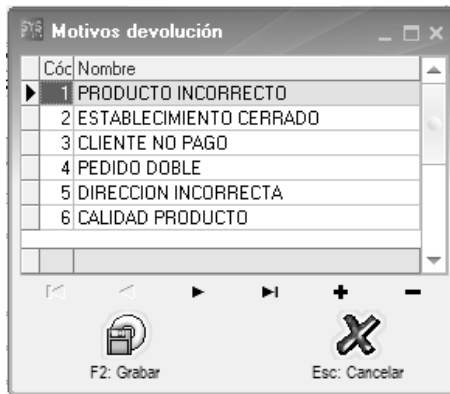 Motivos devolución
Cóc Nombre
1 PRODUCTO INCORRECTO
2 ESTABLECIMIENTO CERRADO
3 CLIENTE NO PAGO
4 PEDIDO DOBLE
5 DIRECCION INCORRECTA
6 CALIDAD PRODUCTO
F2: Grabar
Esc: Cancelar